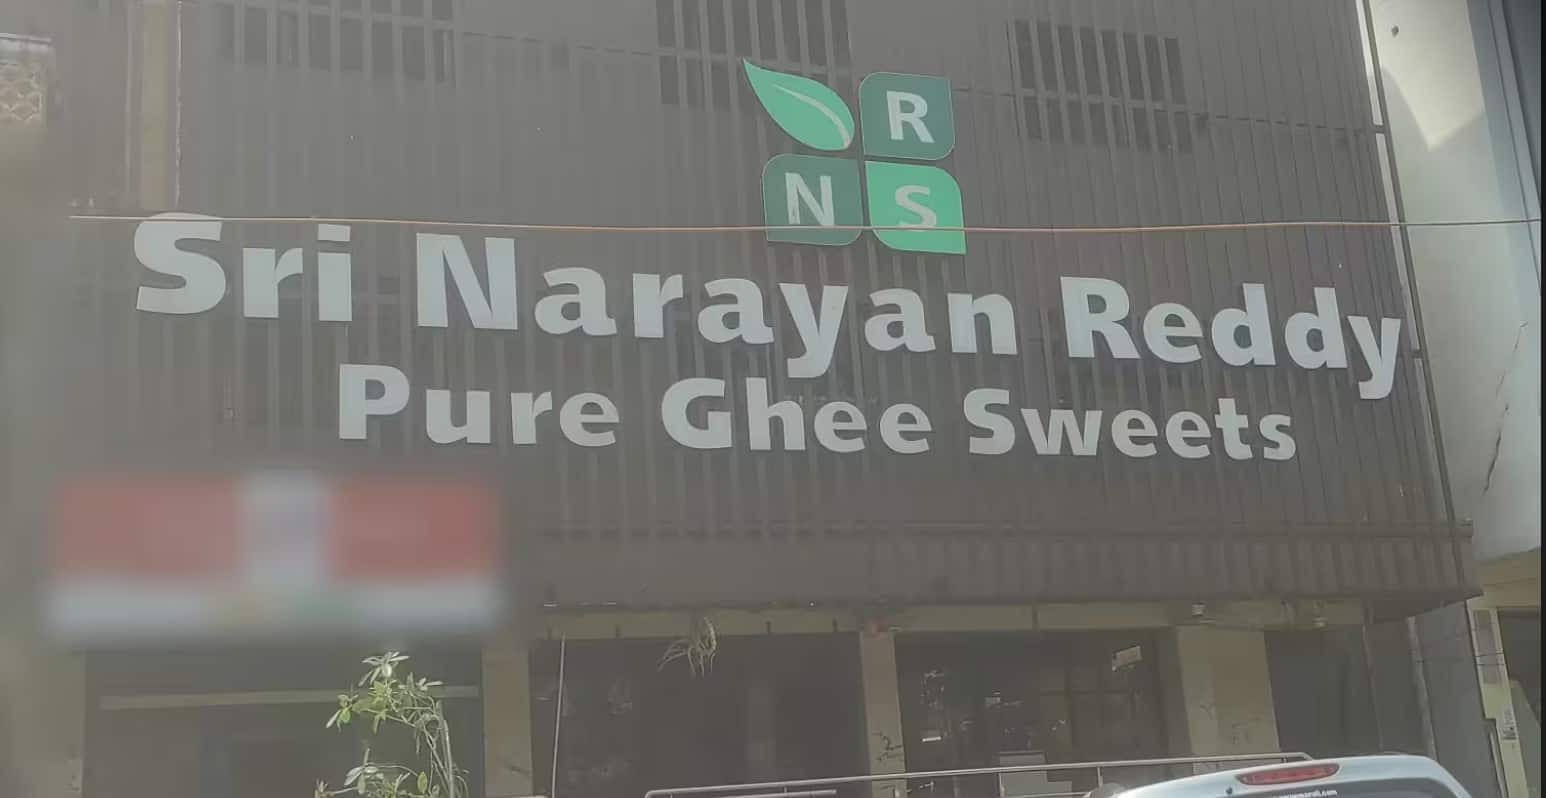 R
N S
Sri Narayan Reddy
Pure Ghee Sweets